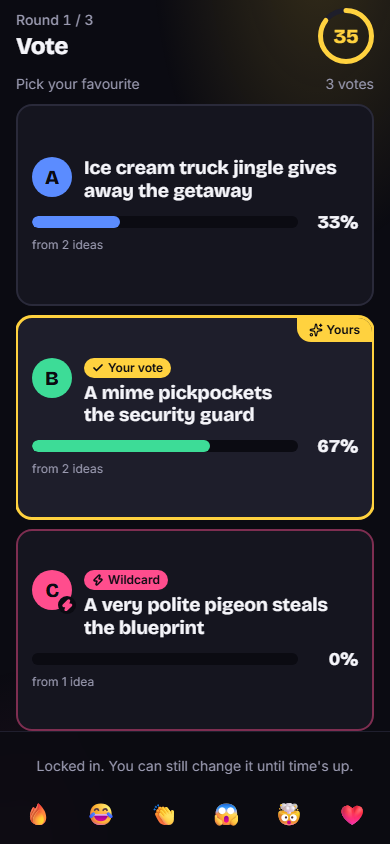 Round 1 / 3
Vote
35
Pick your favourite
3 votes
A
Ice cream truck jingle gives
away the getaway
33%
from 2 ideas
Yours
B
Your vote
A mime pickpockets
the security guard
67%
from 2 ideas
C
Wildcard
A very polite pigeon steals
the blueprint
0%
from 1 idea
Locked in. You can still change it until time's up.